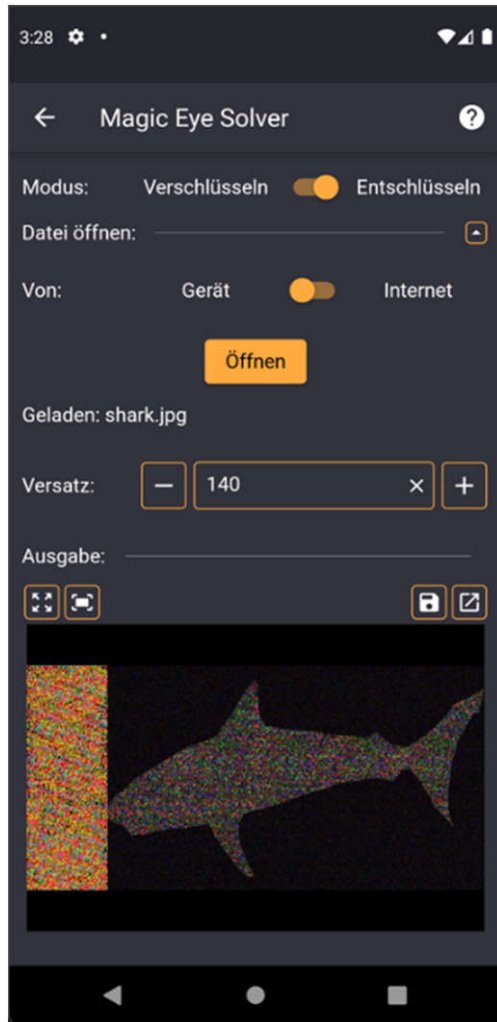 3:28
Magic Eye Solver
Modus: Verschlüsseln Entschlüsseln
Datei öffnen:
Von: Gerät Internet
Öffnen
Geladen: shark.jpg
Versatz: 140
Ausgabe: